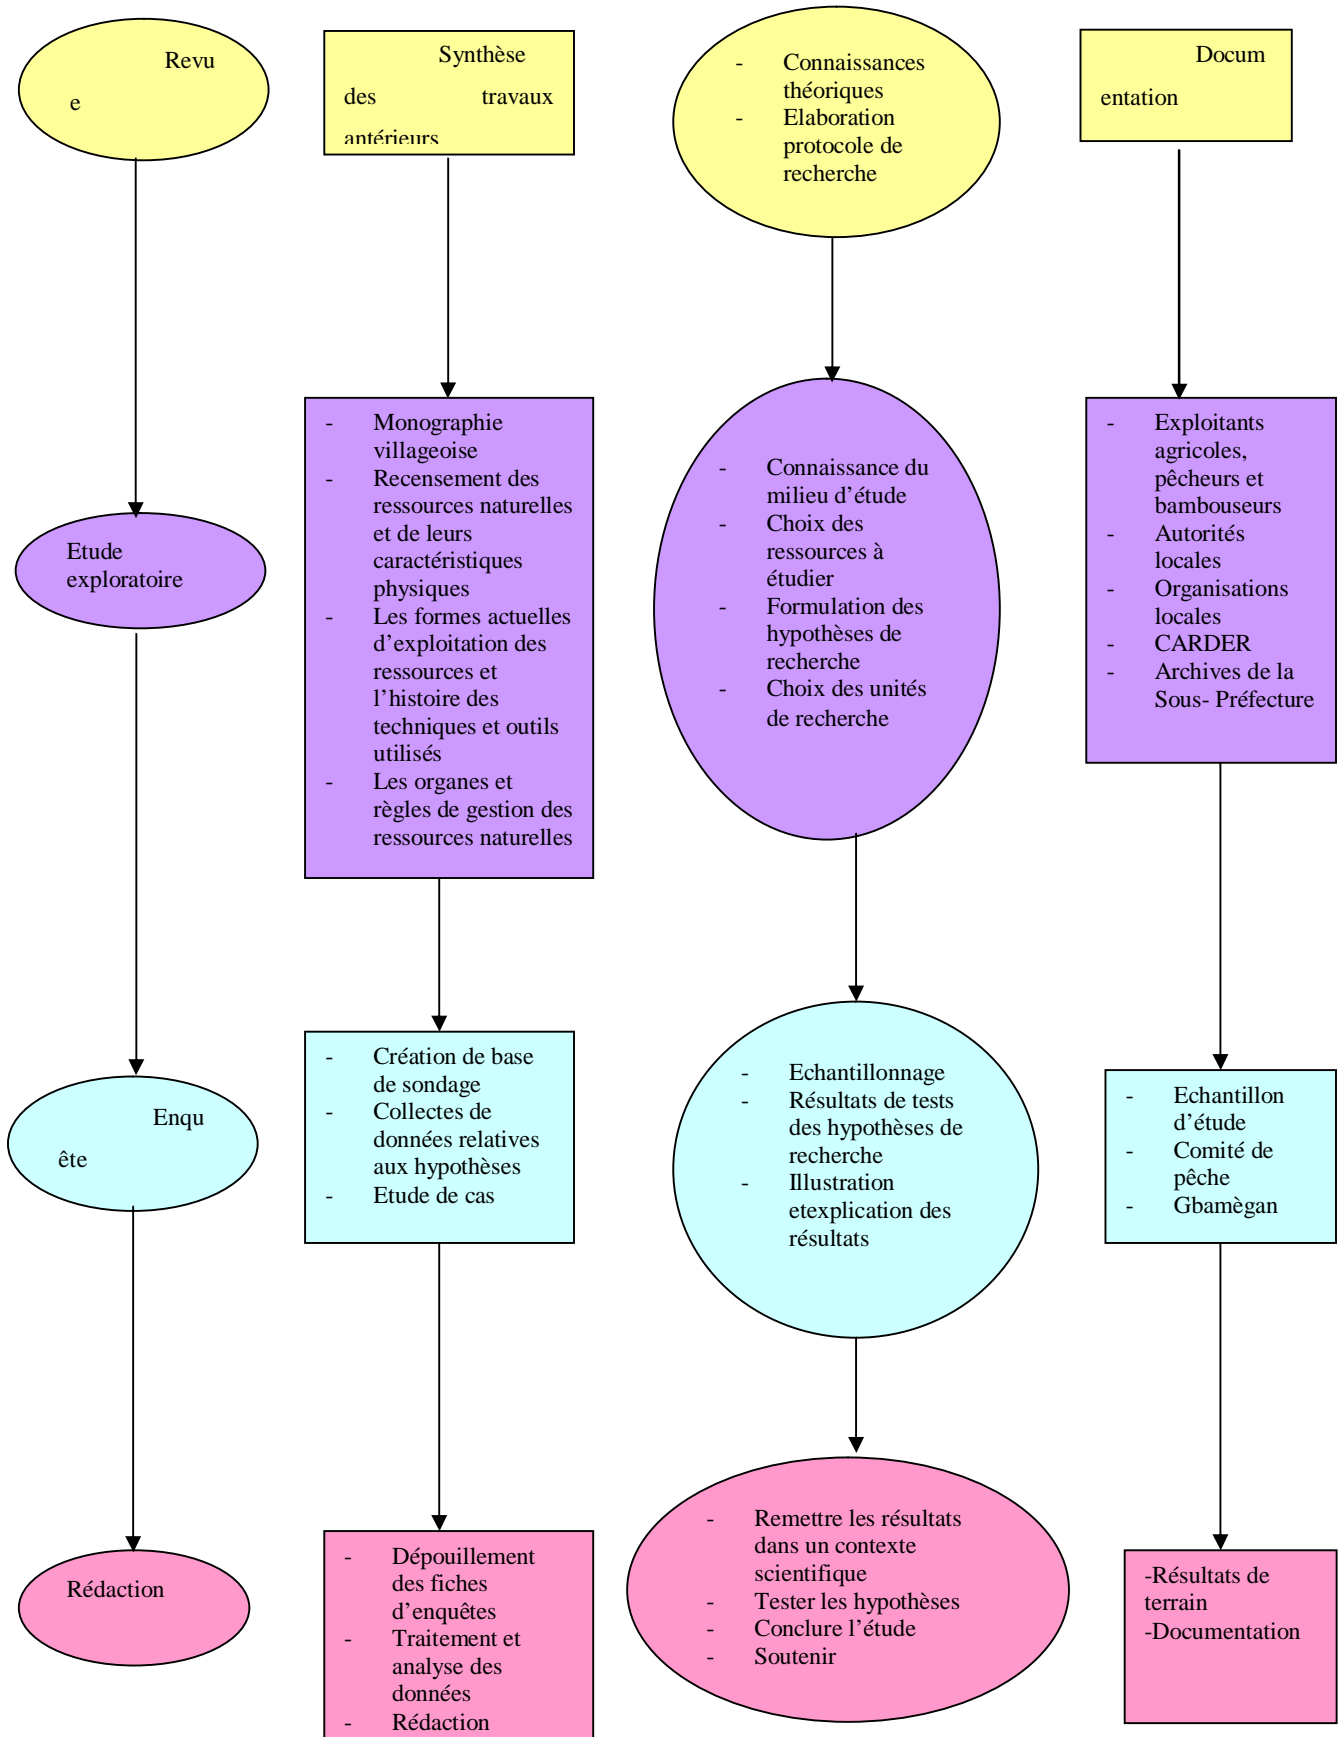 Revu
e
Synthèse
des travaux
antérieurs
- Connaissances
théoriques
- Elaboration
protocole de
recherche
Docum
entation
Etude
exploratoire
- Monographie
villageoise
- Recensement des
ressources naturelles
et de leurs
caractéristiques
physiques
- Les formes actuelles
d’exploitation des
ressources et
l’histoire des
techniques et outils
utilisés
- Les organes et
règles de gestion des
ressources naturelles
- Connaissance du
milieu d’étude
- Choix des
ressources à
étudier
- Formulation des
hypothèses de
recherche
- Choix des unités
de recherche
- Exploitants
agricoles,
pêcheurs et
bambouseurs
- Autorités
locales
- Organisations
locales
- CARDER
- Archives de la
Sous- Préfecture
Enqu
ête
- Création de base
de sondage
- Collectes de
données relatives
aux hypothèses
- Etude de cas
- Echantillonnage
- Résultats de tests
des hypothèses de
recherche
- Illustration
etexplication des
résultats
- Echantillon
d’étude
- Comité de
pêche
- Gbamègan
Rédaction
- Dépouillement
des fiches
d’enquêtes
- Traitement et
analyse des
données
- Rédaction
- Remettre les résultats
dans un contexte
scientifique
- Tester les hypothèses
- Conclure l’étude
- Soutenir
-Résultats de
terrain
-Documentation